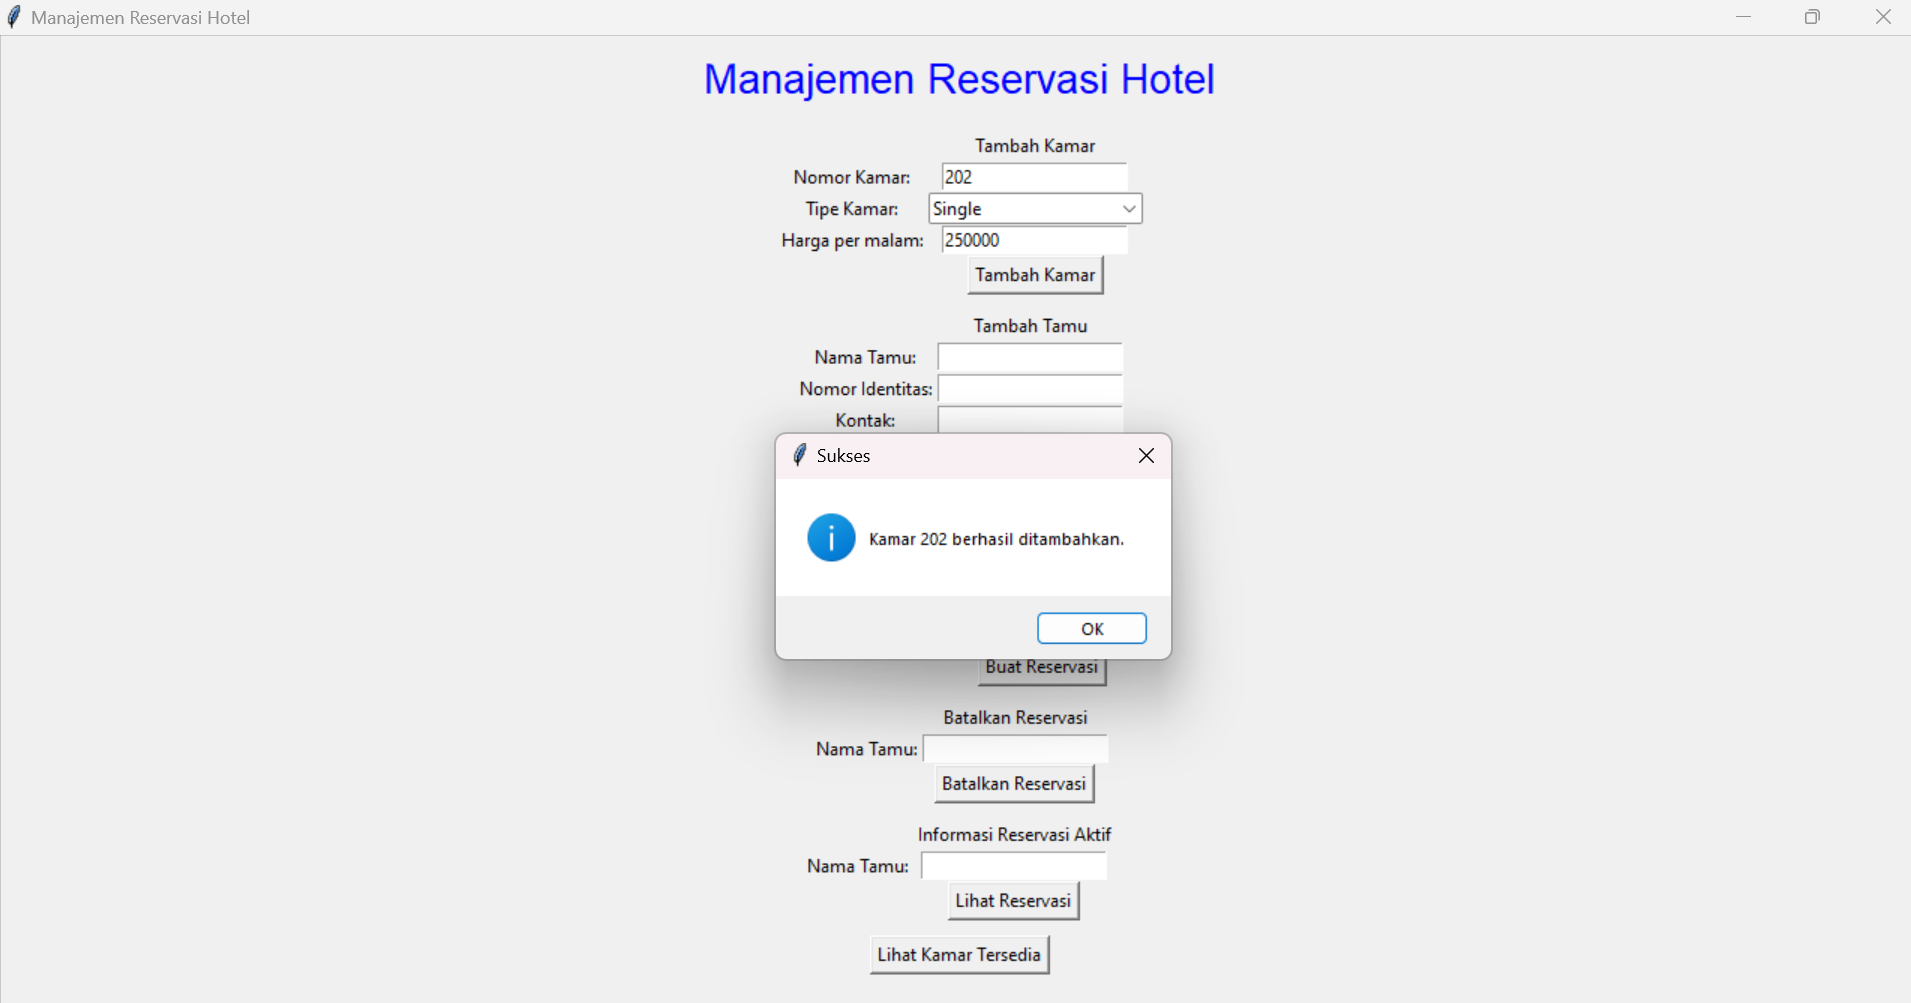 Manajemen Reservasi Hotel
Manajemen Reservasi Hotel
Tambah Kamar
Nomor Kamar: 202
Tipe Kamar: Single
Harga per malam: 250000
Tambah Kamar
Tambah Tamu
Nama Tamu:
Nomor Identitas:
Kontak:
Sukses
Kamar 202 berhasil ditambahkan.
OK
Buat Reservasi
Batalkan Reservasi
Nama Tamu:
Batalkan Reservasi
Informasi Reservasi Aktif
Nama Tamu:
Lihat Reservasi
Lihat Kamar Tersedia